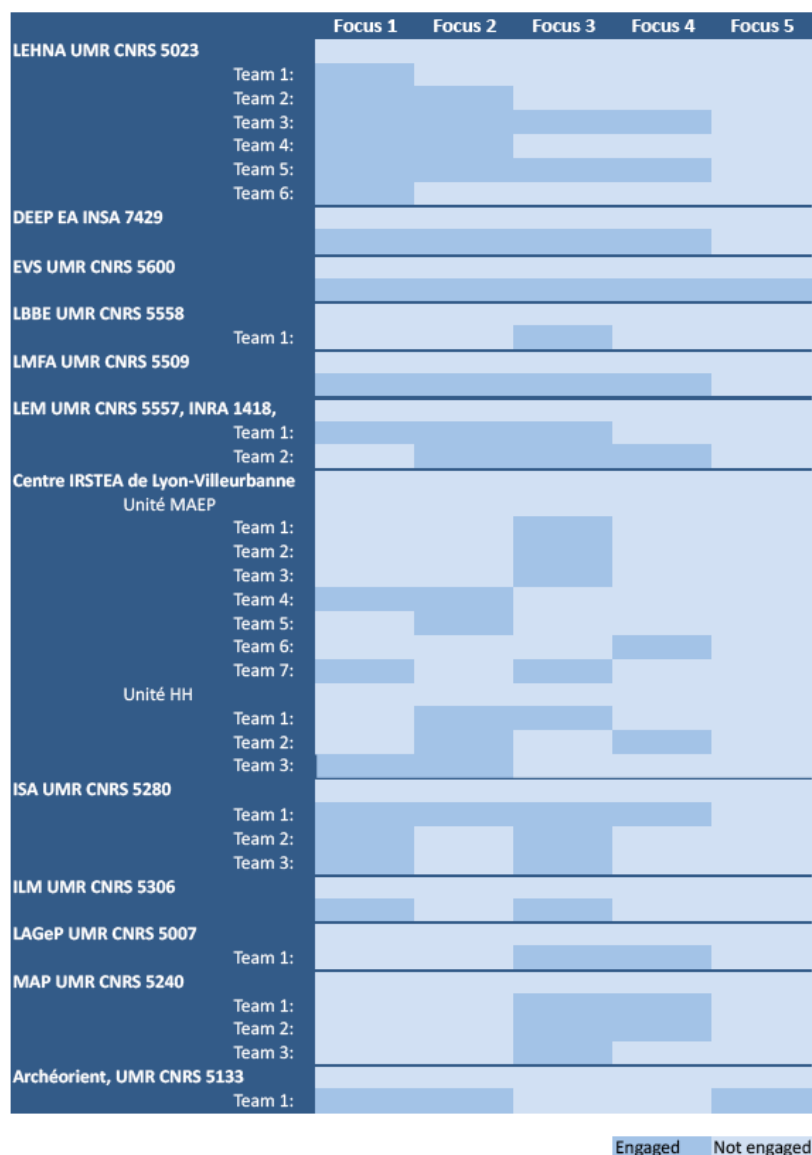 Focus 1 Focus 2 Focus 3 Focus 4 Focus 5
LEHNA UMR CNRS 5023
Team 1:
Team 2:
Team 3:
Team 4:
Team 5:
Team 6:
DEEP EA INSA 7429
EVS UMR CNRS 5600
LBBE UMR CNRS 5558
Team 1:
LMFA UMR CNRS 5509
LEM UMR CNRS 5557, INRA 1418,
Team 1:
Team 2:
Centre IRSTEA de Lyon-Villeurbanne
Unité MAEP
Team 1:
Team 2:
Team 3:
Team 4:
Team 5:
Team 6:
Team 7:
Unité HH
Team 1:
Team 2:
Team 3:
ISA UMR CNRS 5280
Team 1:
Team 2:
Team 3:
ILM UMR CNRS 5306
LAGeP UMR CNRS 5007
Team 1:
MAP UMR CNRS 5240
Team 1:
Team 2:
Team 3:
Archéorient, UMR CNRS 5133
Team 1:
Engaged Not engaged